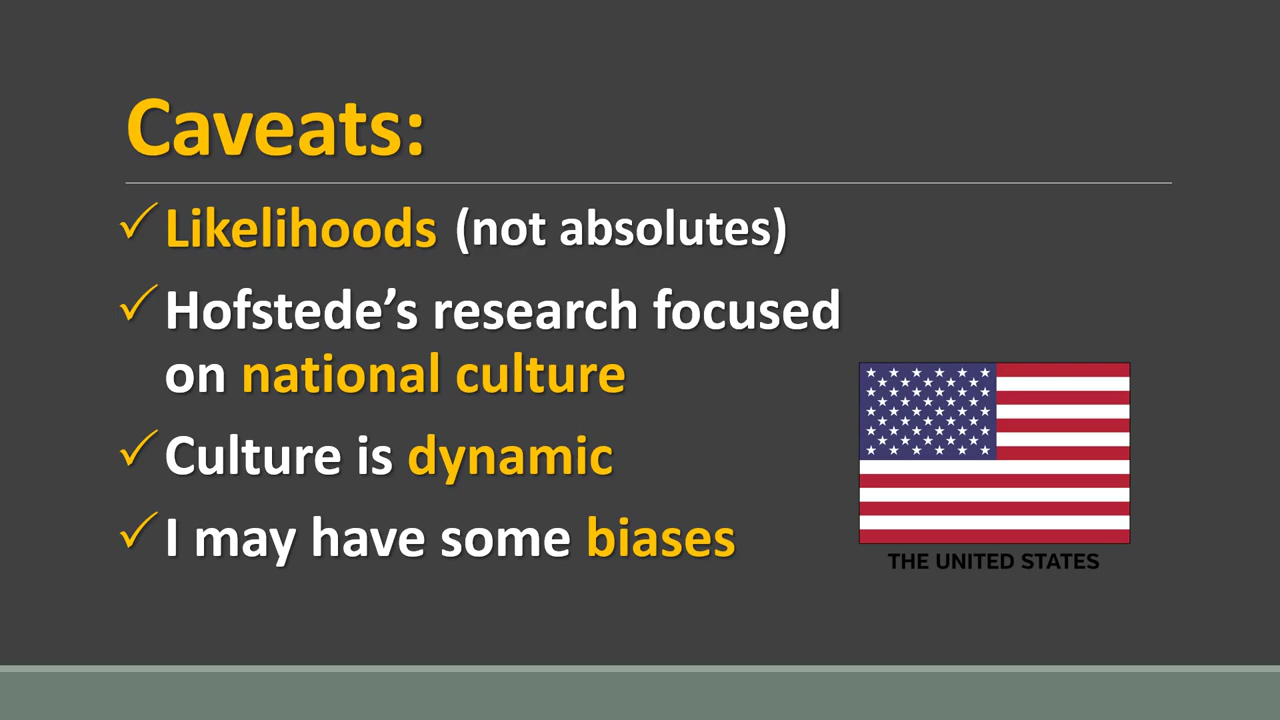 Caveats:
Likelihoods (not absolutes)
Hofstede’s research focused
on national culture
Culture is dynamic
I may have some biases
THE UNITED STATES